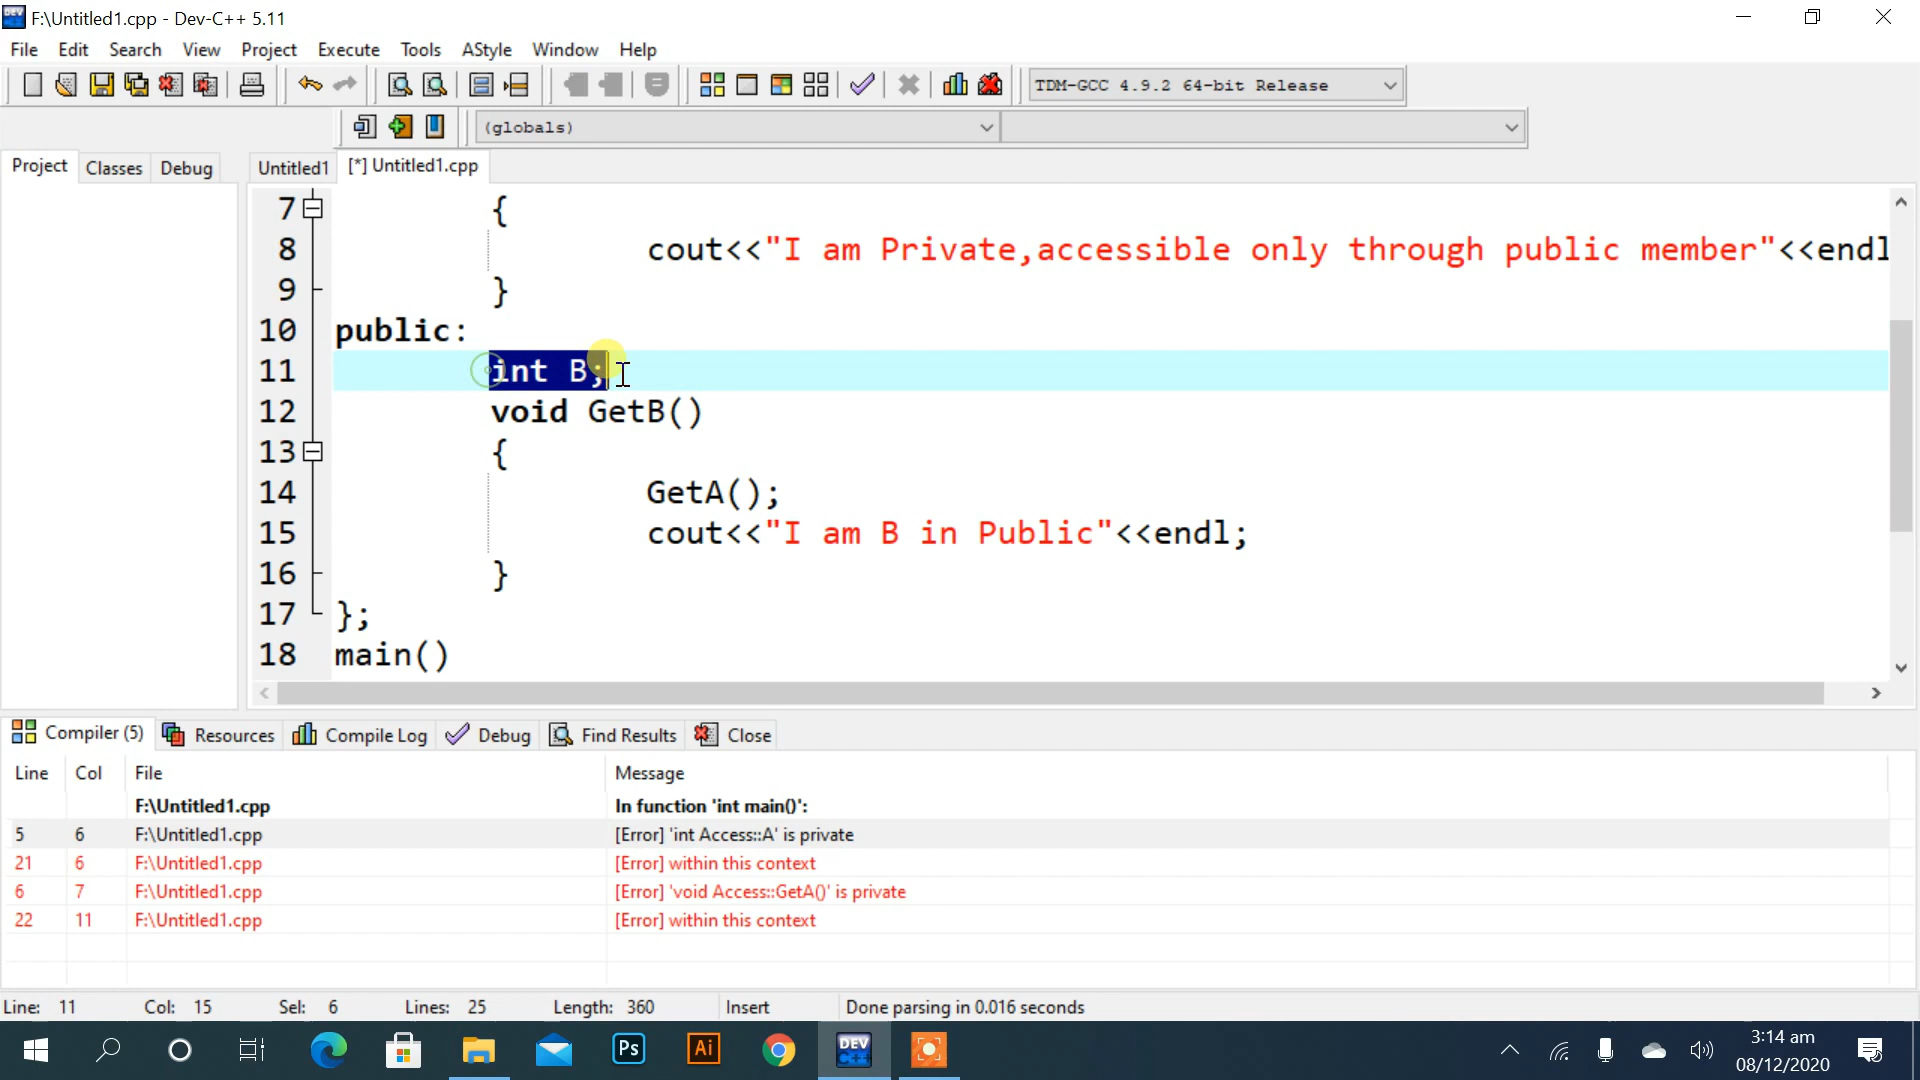 F:\Untitled1.cpp - Dev-C++ 5.11
File Edit Search View Project Execute Tools AStyle Window Help
TDM-GCC 4.9.2 64-bit Release
(globals)
Project Classes Debug Untitled1 [*] Untitled1.cpp
7 {
8 cout<<"I am Private,accessible only through public member"<<endl
9 }
10 public:
11 int B;
12 void GetB()
13 {
14 GetA();
15 cout<<"I am B in Public"<<endl;
16 }
17 };
18 main()
Compiler (5) Resources Compile Log Debug Find Results Close
Line Col File Message
F:\Untitled1.cpp In function 'int main()':
5 6 F:\Untitled1.cpp [Error] 'int Access::A' is private
21 6 F:\Untitled1.cpp [Error] within this context
6 7 F:\Untitled1.cpp [Error] 'void Access::GetA()' is private
22 11 F:\Untitled1.cpp [Error] within this context
Line: 11 Col: 15 Sel: 6 Lines: 25 Length: 360 Insert Done parsing in 0.016 seconds
Ps Ai DEV C++
3:14 am
08/12/2020